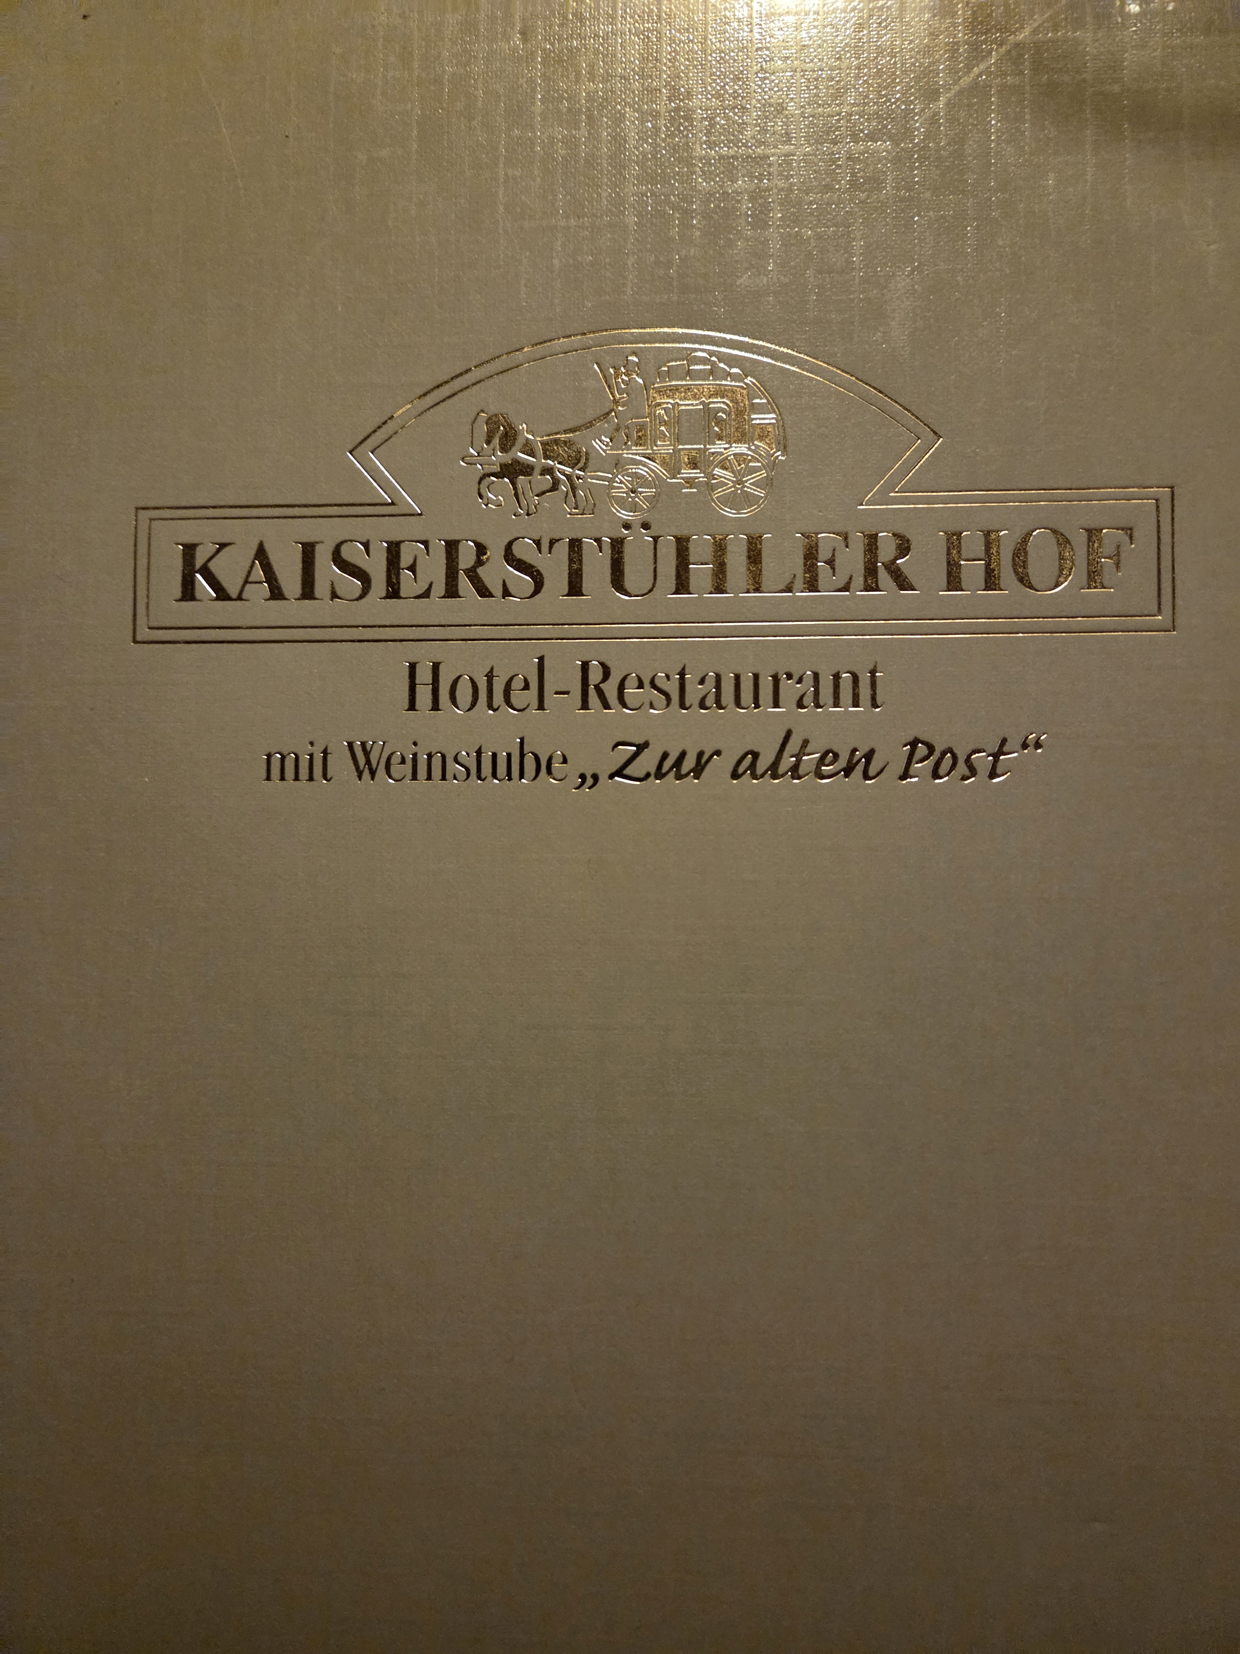 KAISERSTÜHLER HOF
Hotel-Restaurant
mit Weinstube „Zur alten Post“